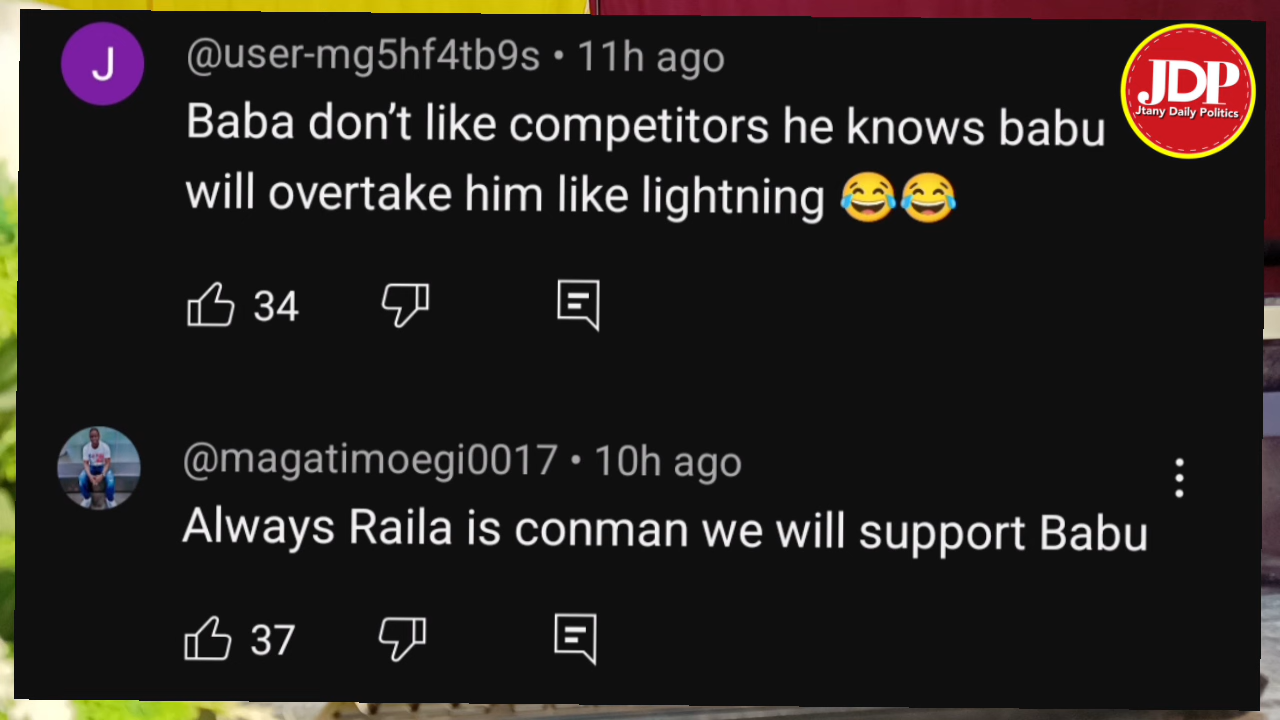 J
@user-mg5hf4tb9s • 11h ago
Baba don’t like competitors he knows babu
will overtake him like lightning 😂😂
34
JDP
Jtany Daily Politics
@magatimoegi0017 • 10h ago
Always Raila is conman we will support Babu
37